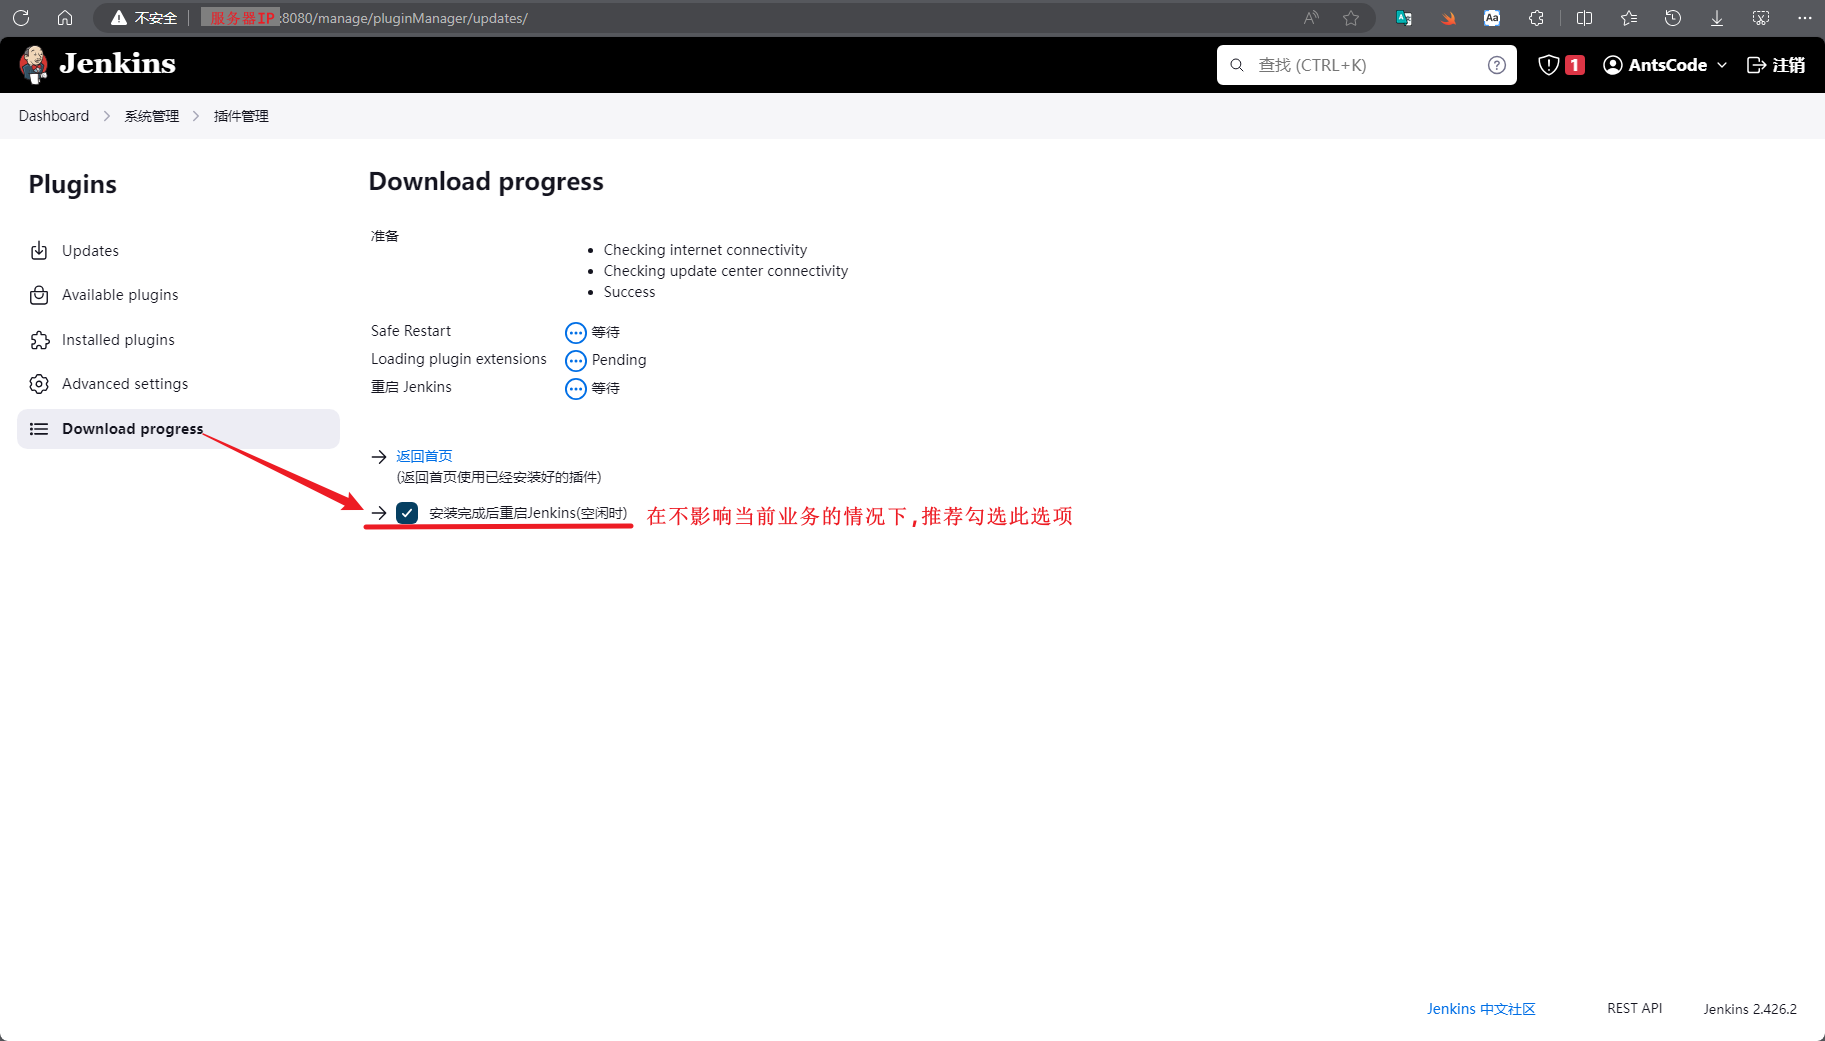 不安全 服务器IP:8080/manage/pluginManager/updates/
Jenkins
查找 (CTRL+K)
1
AntsCode
注销
Dashboard
系统管理
插件管理
Plugins
Updates
Available plugins
Installed plugins
Advanced settings
Download progress
Download progress
准备
Checking internet connectivity
Checking update center connectivity
Success
Safe Restart 等待
Loading plugin extensions Pending
重启 Jenkins 等待
返回首页
(返回首页使用已经安装好的插件)
安装完成后重启Jenkins(空闲时) 在不影响当前业务的情况下,推荐勾选此选项
Jenkins 中文社区
REST API
Jenkins 2.426.2